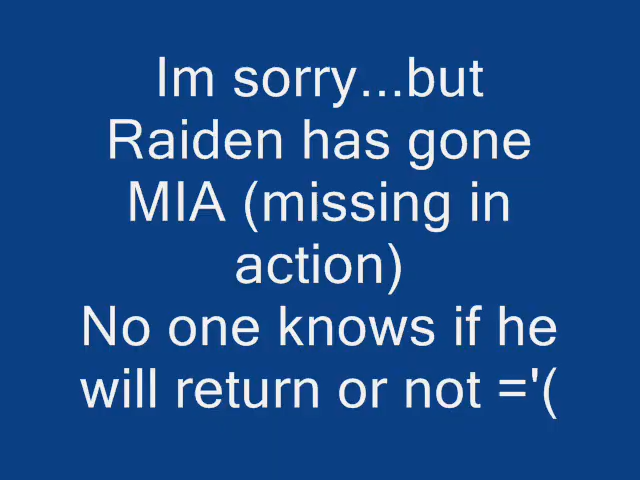 Im sorry...but
Raiden has gone
MIA (missing in
action)
No one knows if he
will return or not ='(